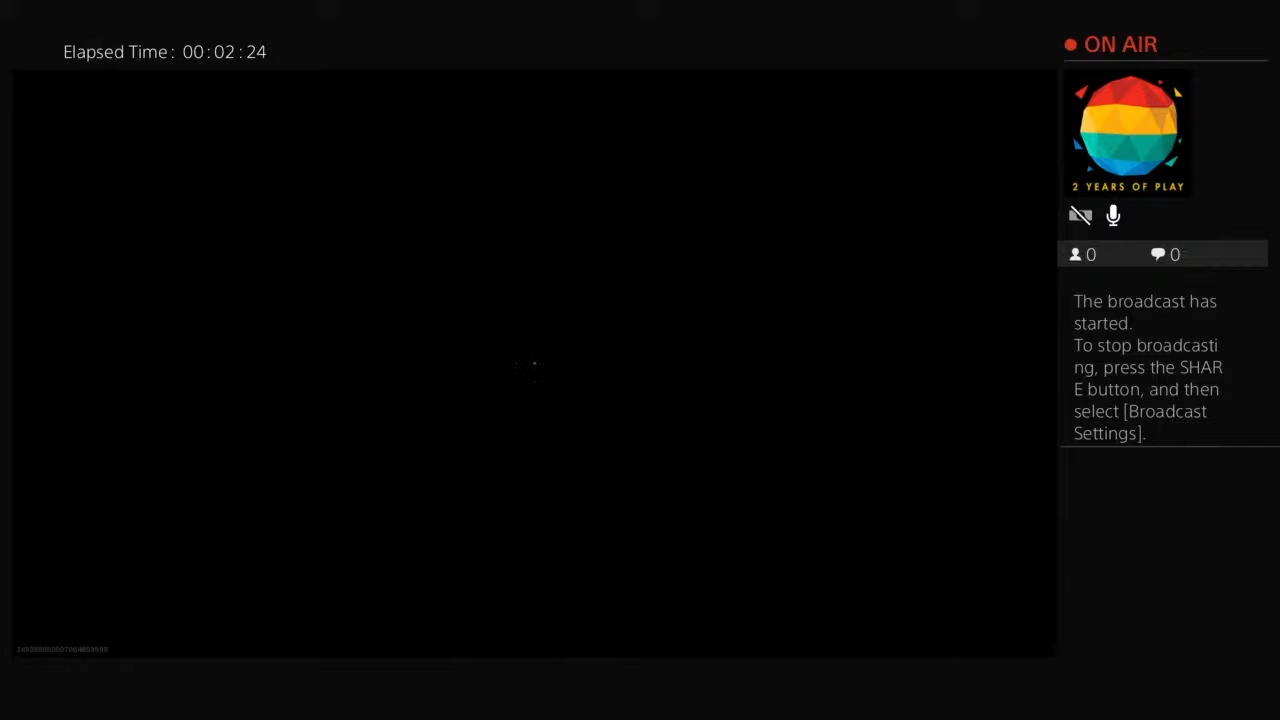 Elapsed Time: 00:02:24
ON AIR
2 YEARS OF PLAY
0 0
The broadcast has
started.
To stop broadcasti
ng, press the SHAR
E button, and then
select [Broadcast
Settings].